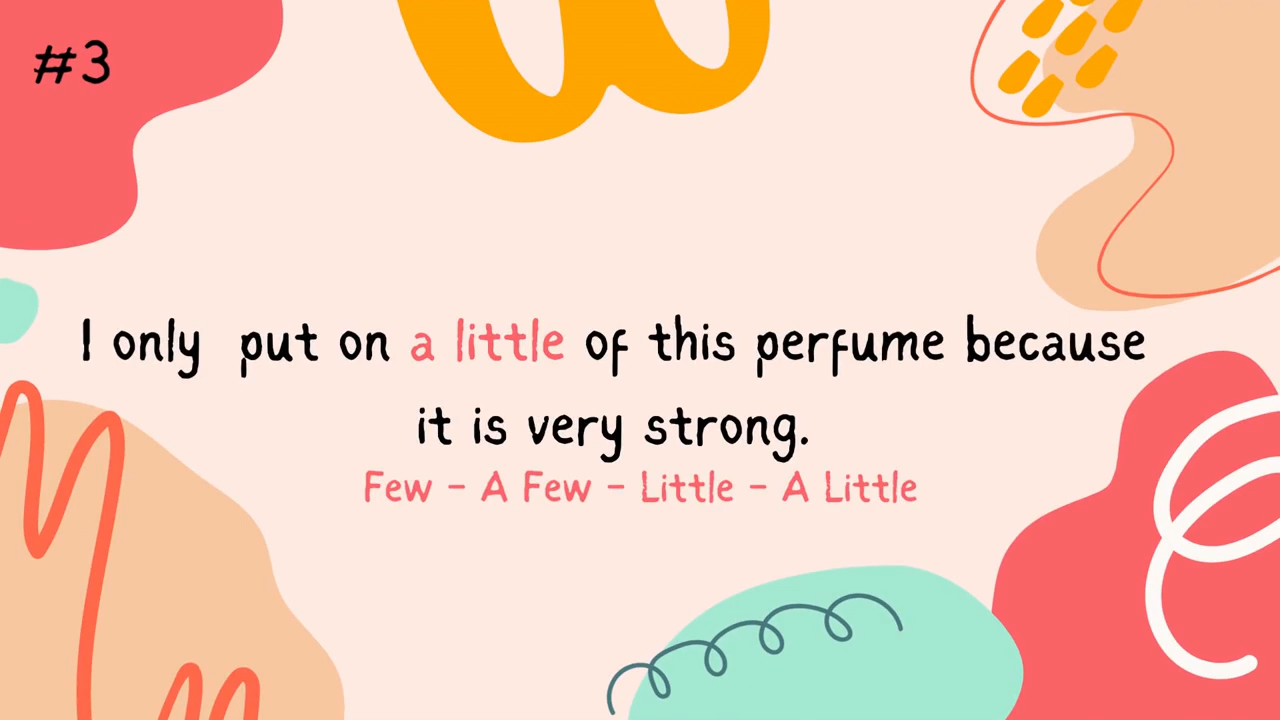 #3
I only put on a little of this perfume because
it is very strong.
Few - A Few - Little - A Little